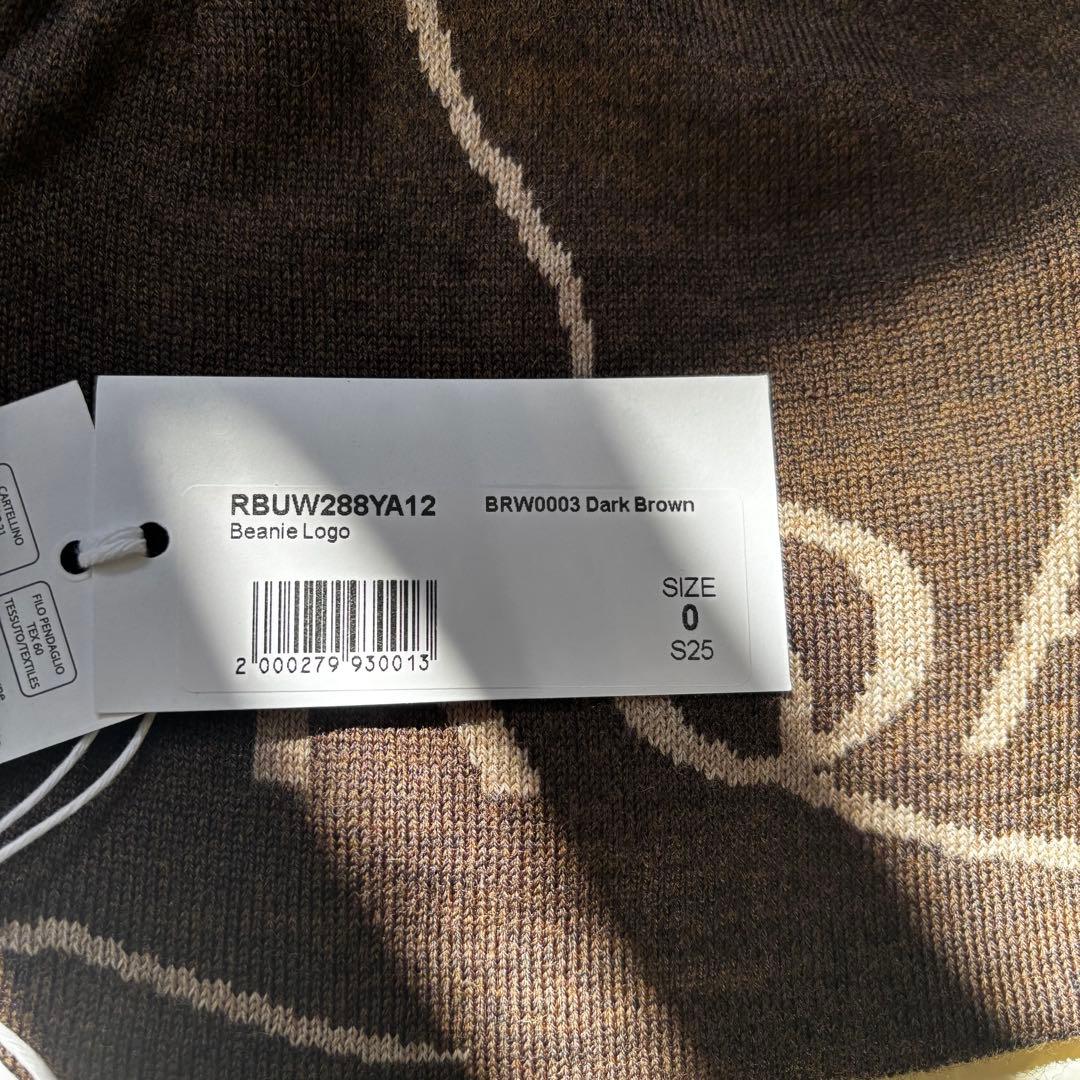 RBUW288YA12 BRW0003 Dark Brown
Beanie Logo
SIZE
0
S25
2 000279 930013
CARTELLINO
FILO PENDAGLIO
TEX 60
TESSUTO/TEXTILES